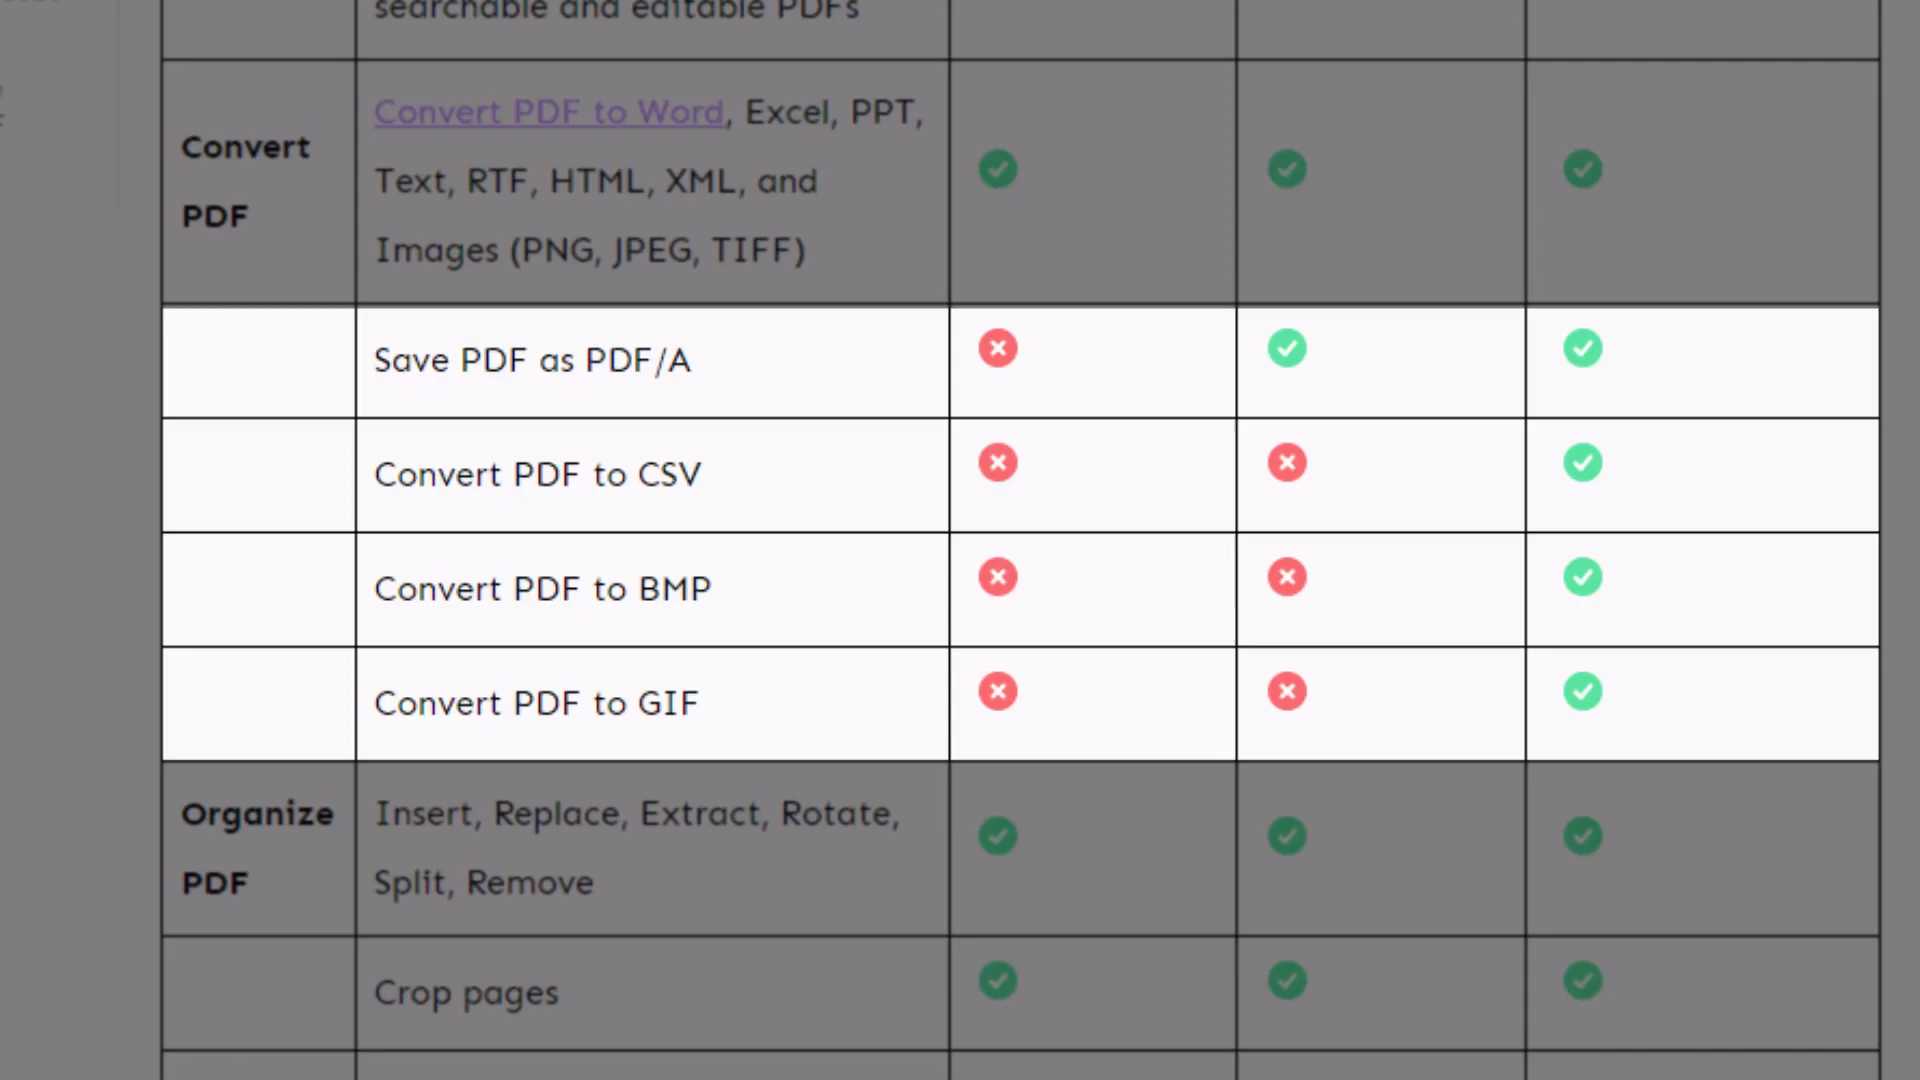 searchable and editable PDFs
Convert
PDF
Convert PDF to Word, Excel, PPT,
Text, RTF, HTML, XML, and
Images (PNG, JPEG, TIFF)
Save PDF as PDF/A
Convert PDF to CSV
Convert PDF to BMP
Convert PDF to GIF
Organize
PDF
Insert, Replace, Extract, Rotate,
Split, Remove
Crop pages